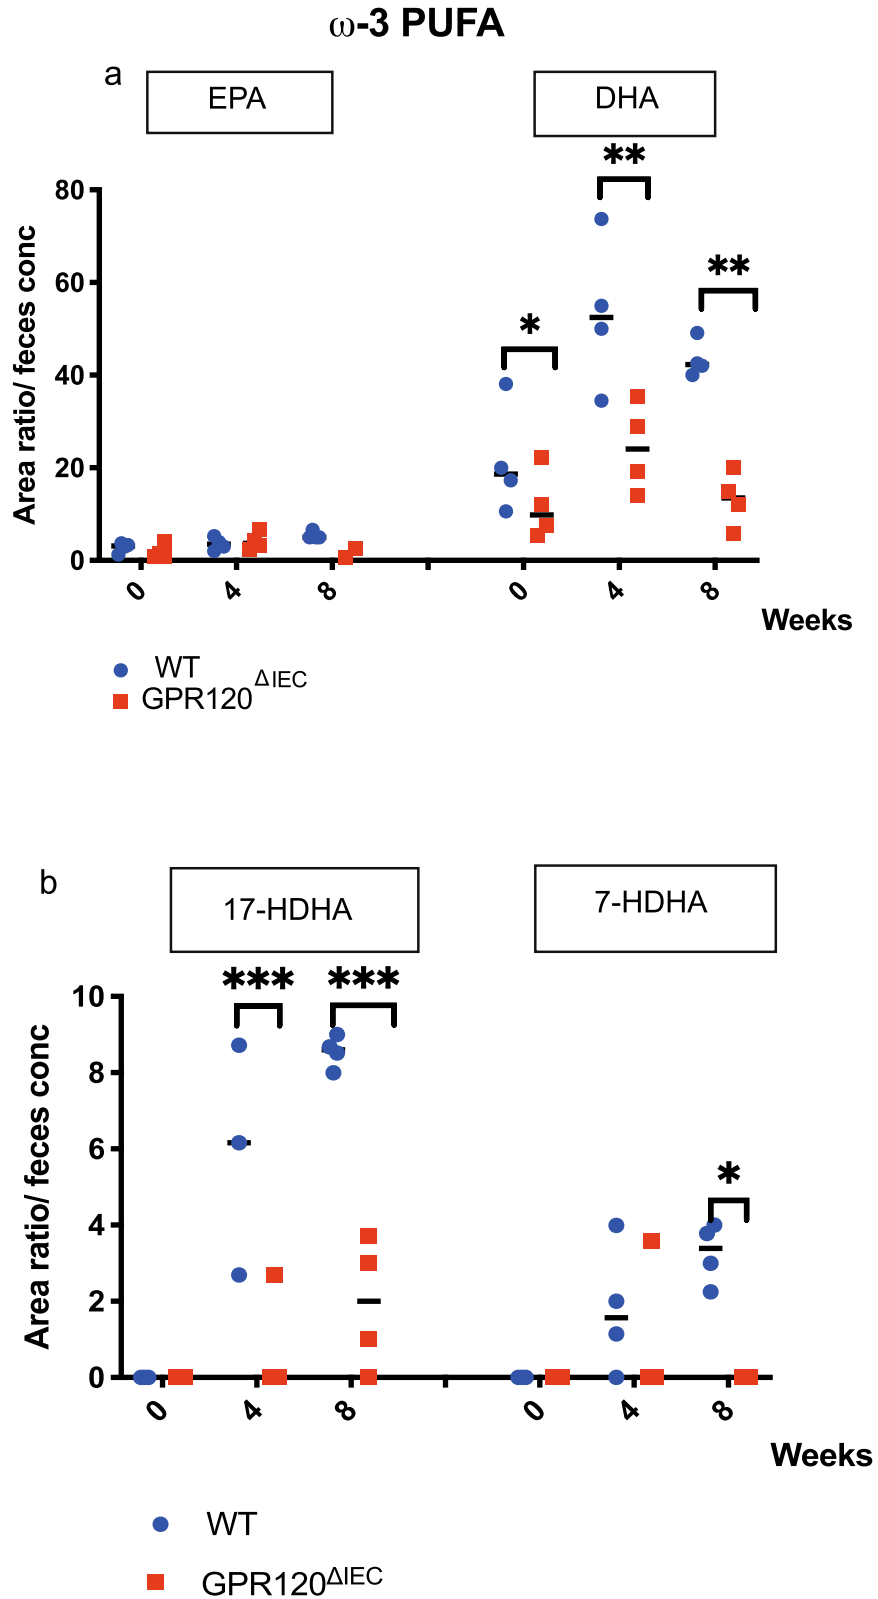 ω-3 PUFA
a
EPA
DHA
**
**
*
80
60
40
20
0
Area ratio/ feces conc
0
4
8
0
4
8
Weeks
WT
GPR120 ΔIEC
b
17-HDHA
7-HDHA
***
***
*
10
8
6
4
2
0
Area ratio/ feces conc
0
4
8
0
4
8
Weeks
WT
GPR120ΔIEC